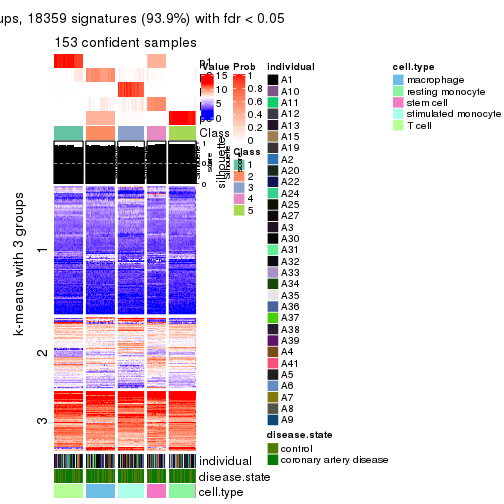 ups, 18359 signatures (93.9%) with fdr < 0.05
153 confident samples
k-means with 3 groups
1
2
3
Class
silhouette
1
0
individual
disease.state
cell.type
Value
15
10
5
0
Prob
1
0.8
0.6
0.4
0.2
0
Class
1
2
3
4
5
individual
A1
A10
A11
A12
A13
A15
A19
A2
A20
A22
A24
A25
A27
A3
A30
A31
A32
A33
A34
A35
A36
A37
A38
A39
A4
A41
A5
A6
A7
A8
A9
disease.state
control
coronary artery disease
cell.type
macrophage
resting monocyte
stem cell
stimulated monocyte
T cell